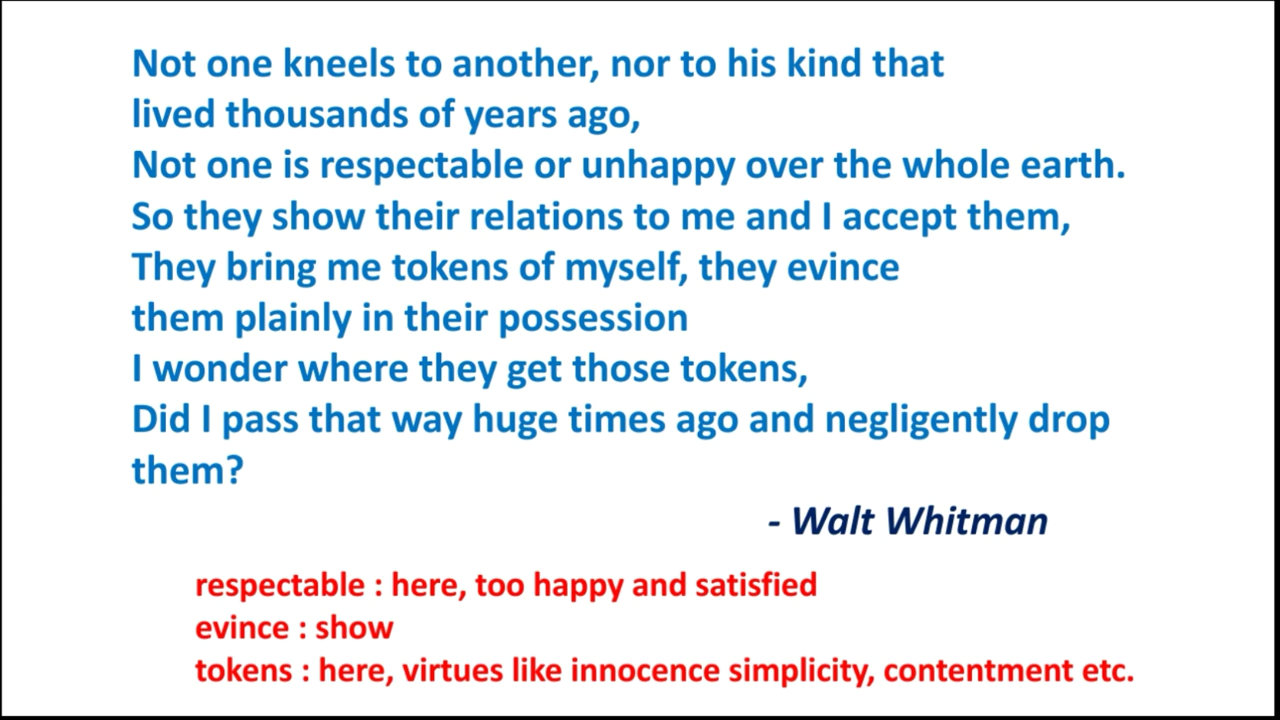 Not one kneels to another, nor to his kind that
lived thousands of years ago,
Not one is respectable or unhappy over the whole earth.
So they show their relations to me and I accept them,
They bring me tokens of myself, they evince
them plainly in their possession
I wonder where they get those tokens,
Did I pass that way huge times ago and negligently drop
them?
- Walt Whitman
respectable : here, too happy and satisfied
evince : show
tokens : here, virtues like innocence simplicity, contentment etc.